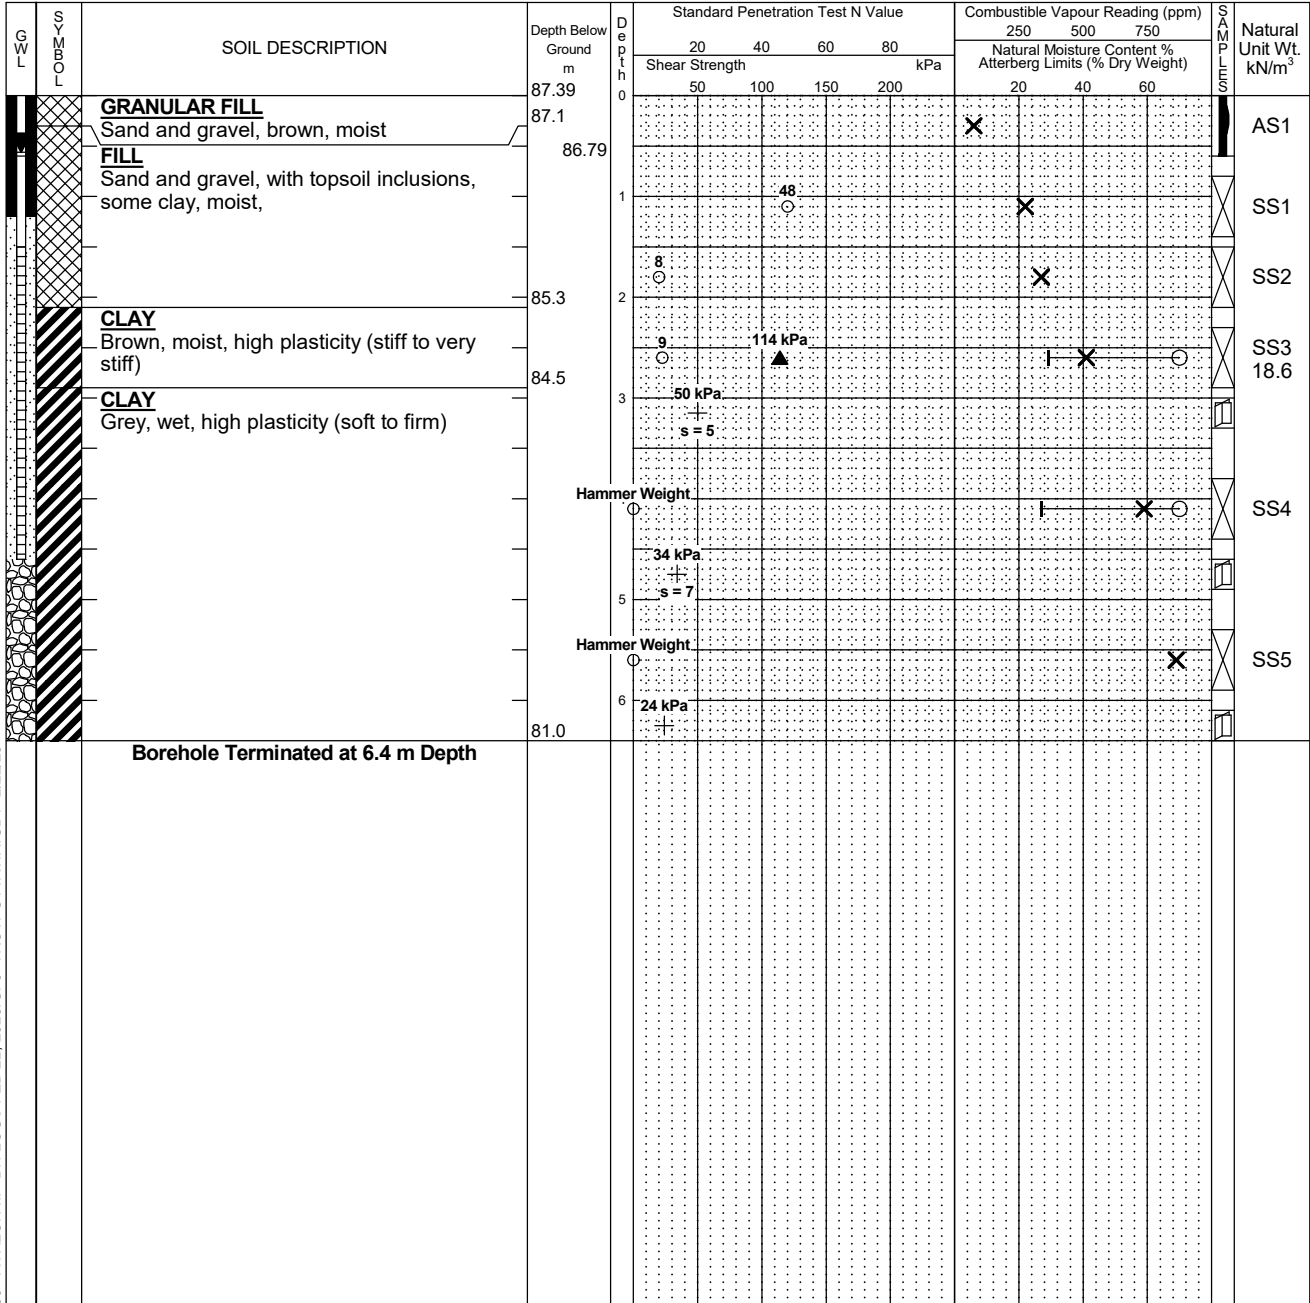 GWL
SYMBOL
SOIL DESCRIPTION
Depth Below
Ground
m
87.39
Depth
Standard Penetration Test N Value
20 40 60 80
Shear Strength kPa
50 100 150 200
Combustible Vapour Reading (ppm)
250 500 750
Natural Moisture Content %
Atterberg Limits (% Dry Weight)
20 40 60
SAMPLES
Natural
Unit Wt.
kN/m³
0
GRANULAR FILL
Sand and gravel, brown, moist
87.1
AS1
86.79
FILL
Sand and gravel, with topsoil inclusions,
some clay, moist,
1
48
SS1
8
SS2
85.3
2
CLAY
Brown, moist, high plasticity (stiff to very
stiff)
9
114 kPa
SS3
18.6
84.5
CLAY
Grey, wet, high plasticity (soft to firm)
3
50 kPa
s = 5
Hammer Weight
SS4
34 kPa
s = 7
5
Hammer Weight
SS5
6
24 kPa
81.0
Borehole Terminated at 6.4 m Depth